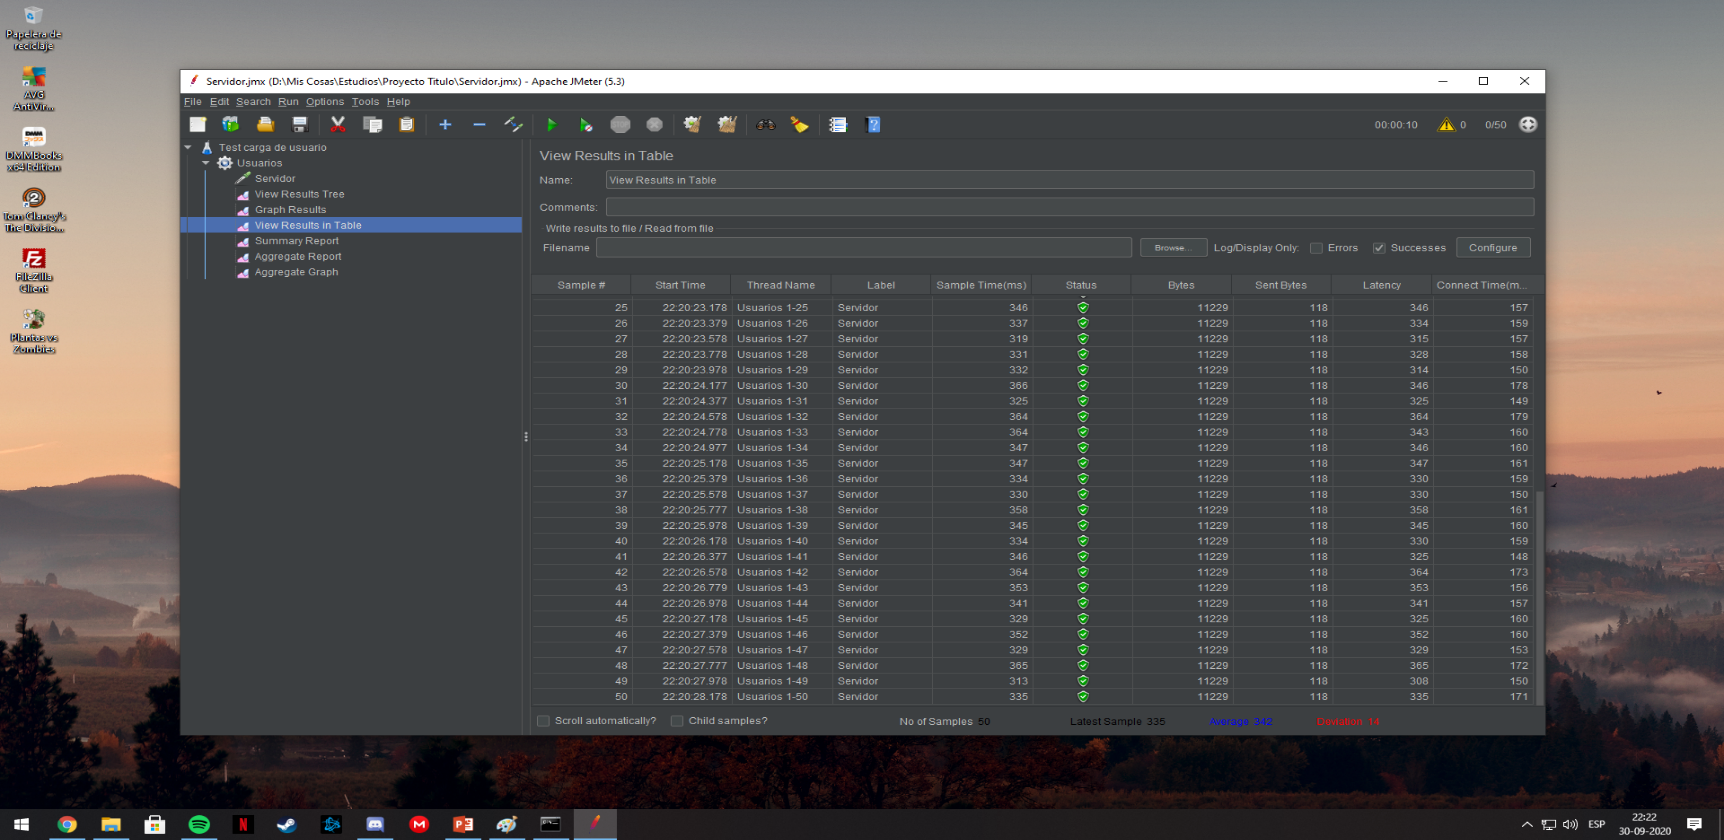 Papelera de
reciclaje
AVG
AntiVir...
DMMBooks
x64 Edition
Tom Clancy's
The Divisio...
FileZilla
Client
Plantas vs
Zombies
Servidor.jmx (D:\Mis Cosas\Estudios\Proyecto Titulo\Servidor.jmx) - Apache JMeter (5.3)
File Edit Search Run Options Tools Help
00:00:10 0 0/50
Test carga de usuario
Usuarios
Servidor
View Results Tree
Graph Results
View Results in Table
Summary Report
Aggregate Report
Aggregate Graph
View Results in Table
Name: View Results in Table
Comments:
Write results to file / Read from file
Filename Browse... Log/Display Only: Errors Successes Configure
Sample # Start Time Thread Name Label Sample Time(ms) Status Bytes Sent Bytes Latency Connect Time(m...
25 22:20:23.178 Usuarios 1-25 Servidor 346 11229 118 346 157
26 22:20:23.379 Usuarios 1-26 Servidor 337 11229 118 334 159
27 22:20:23.578 Usuarios 1-27 Servidor 319 11229 118 315 157
28 22:20:23.778 Usuarios 1-28 Servidor 331 11229 118 328 158
29 22:20:23.978 Usuarios 1-29 Servidor 332 11229 118 314 150
30 22:20:24.177 Usuarios 1-30 Servidor 366 11229 118 346 178
31 22:20:24.377 Usuarios 1-31 Servidor 325 11229 118 325 149
32 22:20:24.578 Usuarios 1-32 Servidor 364 11229 118 364 179
33 22:20:24.778 Usuarios 1-33 Servidor 364 11229 118 343 160
34 22:20:24.977 Usuarios 1-34 Servidor 347 11229 118 346 160
35 22:20:25.178 Usuarios 1-35 Servidor 347 11229 118 347 161
36 22:20:25.379 Usuarios 1-36 Servidor 334 11229 118 330 159
37 22:20:25.578 Usuarios 1-37 Servidor 330 11229 118 330 150
38 22:20:25.777 Usuarios 1-38 Servidor 358 11229 118 358 161
39 22:20:25.978 Usuarios 1-39 Servidor 345 11229 118 345 160
40 22:20:26.178 Usuarios 1-40 Servidor 334 11229 118 330 159
41 22:20:26.377 Usuarios 1-41 Servidor 346 11229 118 325 148
42 22:20:26.578 Usuarios 1-42 Servidor 364 11229 118 364 173
43 22:20:26.779 Usuarios 1-43 Servidor 353 11229 118 353 156
44 22:20:26.978 Usuarios 1-44 Servidor 341 11229 118 341 157
45 22:20:27.178 Usuarios 1-45 Servidor 329 11229 118 325 160
46 22:20:27.379 Usuarios 1-46 Servidor 352 11229 118 352 160
47 22:20:27.578 Usuarios 1-47 Servidor 329 11229 118 329 153
48 22:20:27.777 Usuarios 1-48 Servidor 365 11229 118 365 172
49 22:20:27.978 Usuarios 1-49 Servidor 313 11229 118 308 150
50 22:20:28.178 Usuarios 1-50 Servidor 335 11229 118 335 171
Scroll automatically? Child samples? No of Samples 50 Latest Sample 335 Average 342 Deviation 14
ESP
22:22
30-09-2020